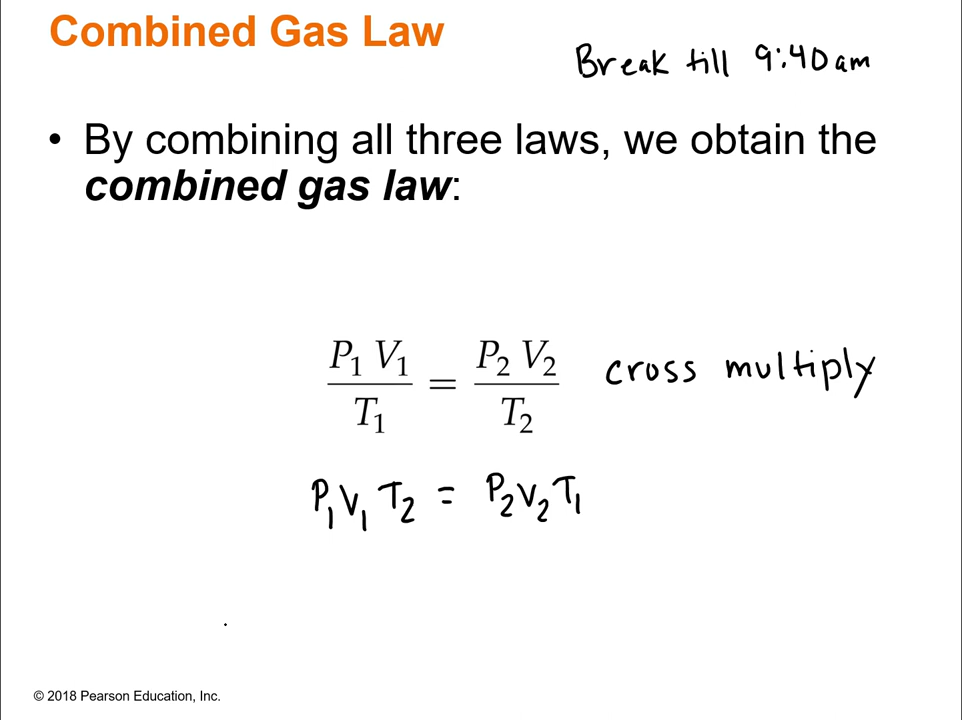 Combined Gas Law
Break till 9:40am
• By combining all three laws, we obtain the
combined gas law:
P₁ V₁ / T₁ = P₂ V₂ / T₂ cross multiply
P₁V₁T₂ = P₂V₂T₁
© 2018 Pearson Education, Inc.